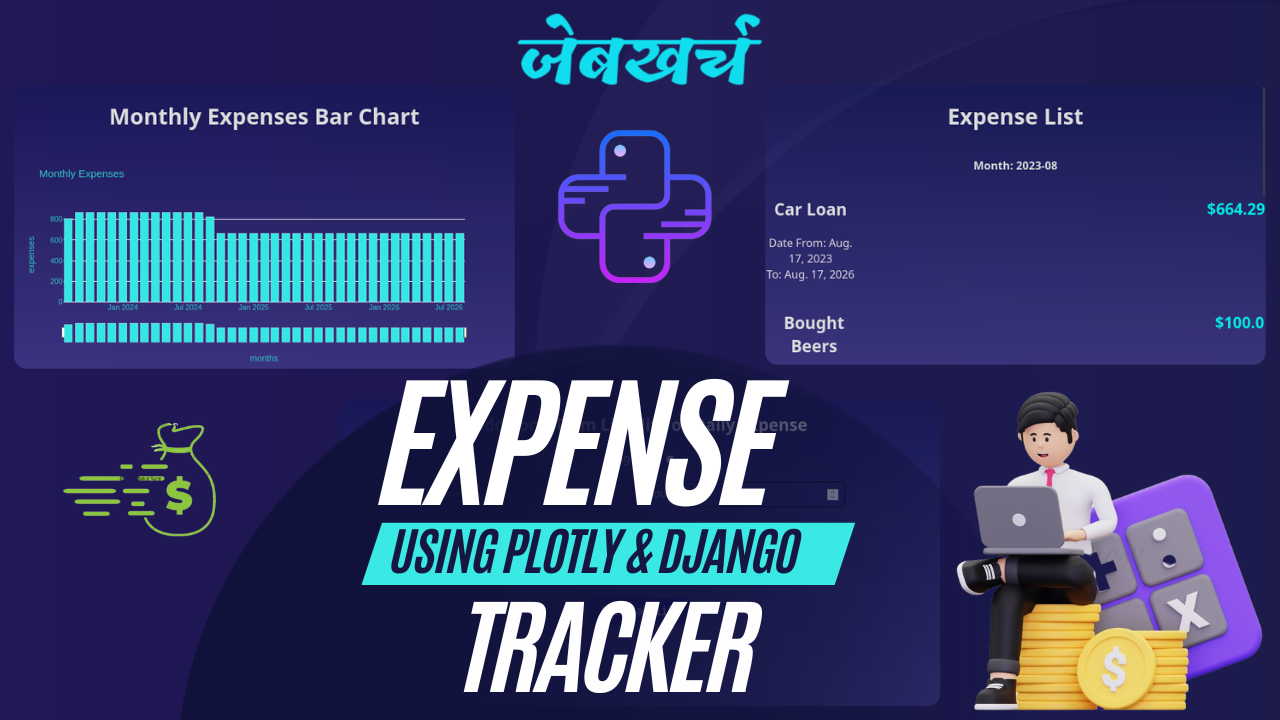 जेबखर्च
Monthly Expenses Bar Chart
Monthly Expenses
expenses
800
600
400
200
0
Jan 2024 Jul 2024 Jan 2025 Jul 2025 Jan 2026 Jul 2026
months
Expense List
Month: 2023-08
Car Loan $664.29
Date From: Aug.
17, 2023
To: Aug. 17, 2026
Bought $100.0
Beers
EXPENSE
USING PLOTLY & DJANGO
TRACKER
$
$
X